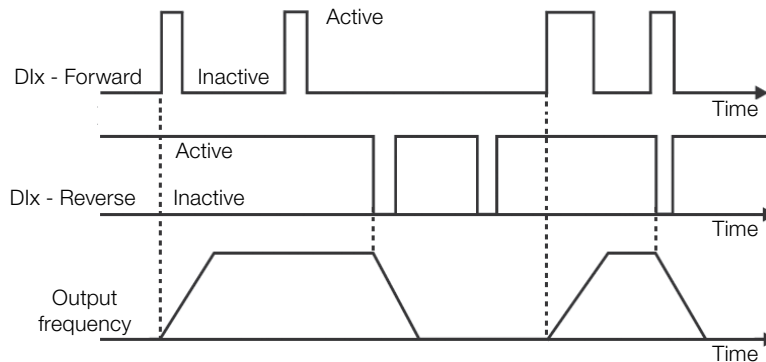 Active
DIx - Forward
Inactive
Time
Active
DIx - Reverse
Inactive
Time
Output
frequency
Time